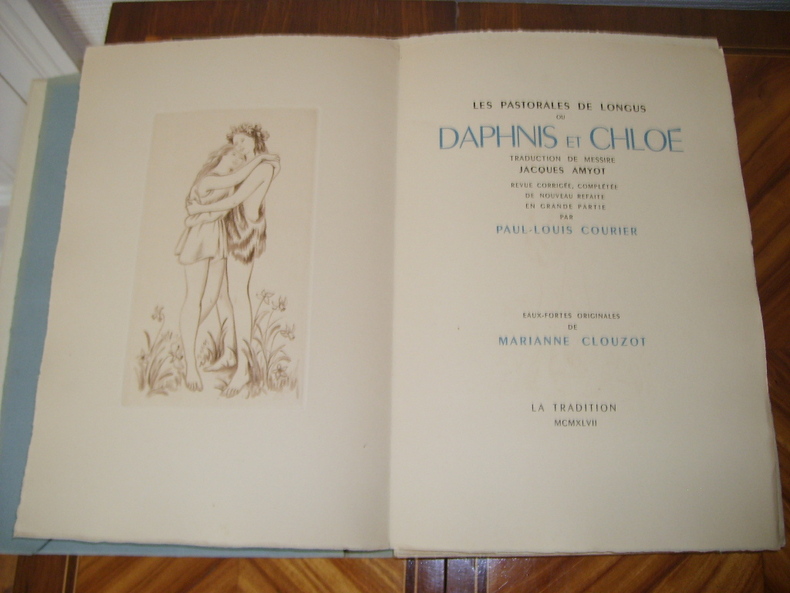 LES PASTORALES DE LONGUS
OU
DAPHNIS ET CHLOÉ
TRADUCTION DE MESSIRE
JACQUES AMYOT
REVUE CORRIGÉE, COMPLÉTÉE
DE NOUVEAU REFAITE
EN GRANDE PARTIE
PAR
PAUL-LOUIS COURIER
EAUX-FORTES ORIGINALES
DE
MARIANNE CLOUZOT
LA TRADITION
MCMXLVII